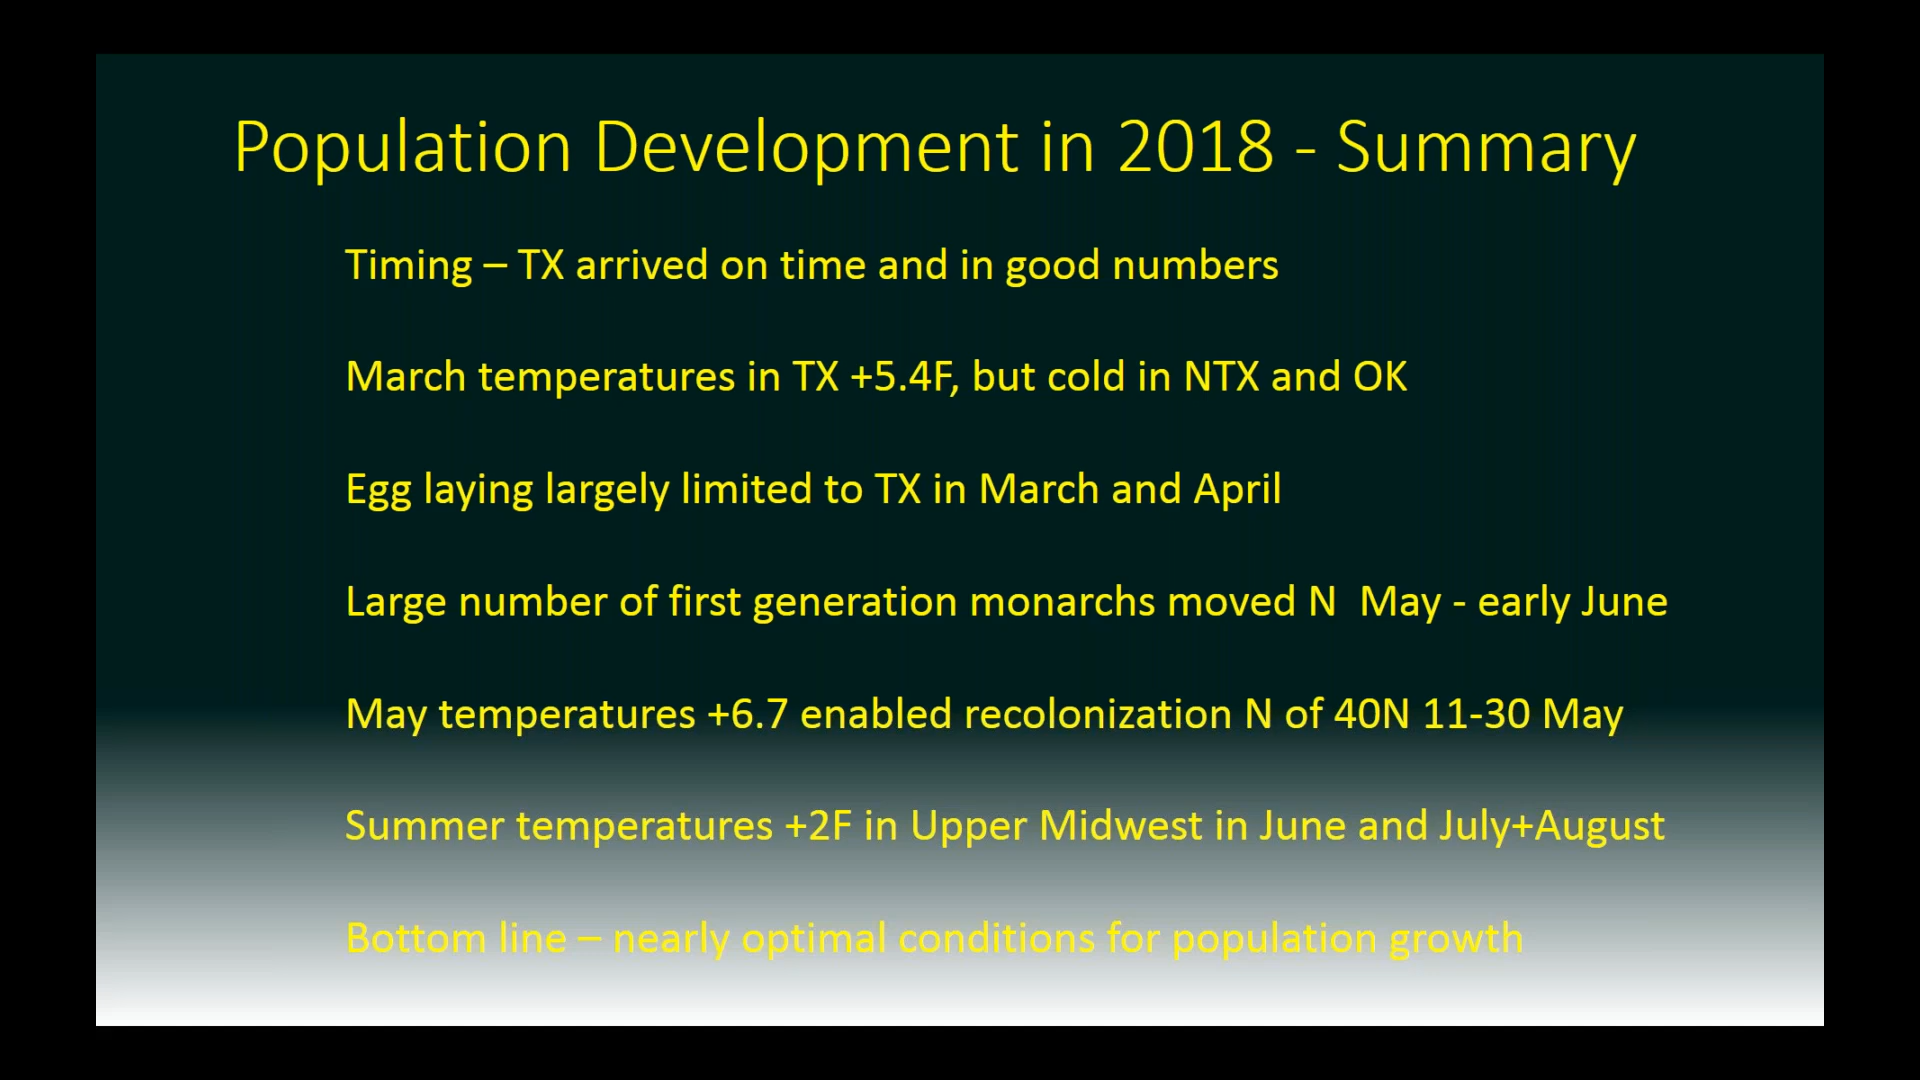 Population Development in 2018 - Summary
Timing – TX arrived on time and in good numbers
March temperatures in TX +5.4F, but cold in NTX and OK
Egg laying largely limited to TX in March and April
Large number of first generation monarchs moved N  May - early June
May temperatures +6.7 enabled recolonization N of 40N 11-30 May
Summer temperatures +2F in Upper Midwest in June and July+August
Bottom line – nearly optimal conditions for population growth